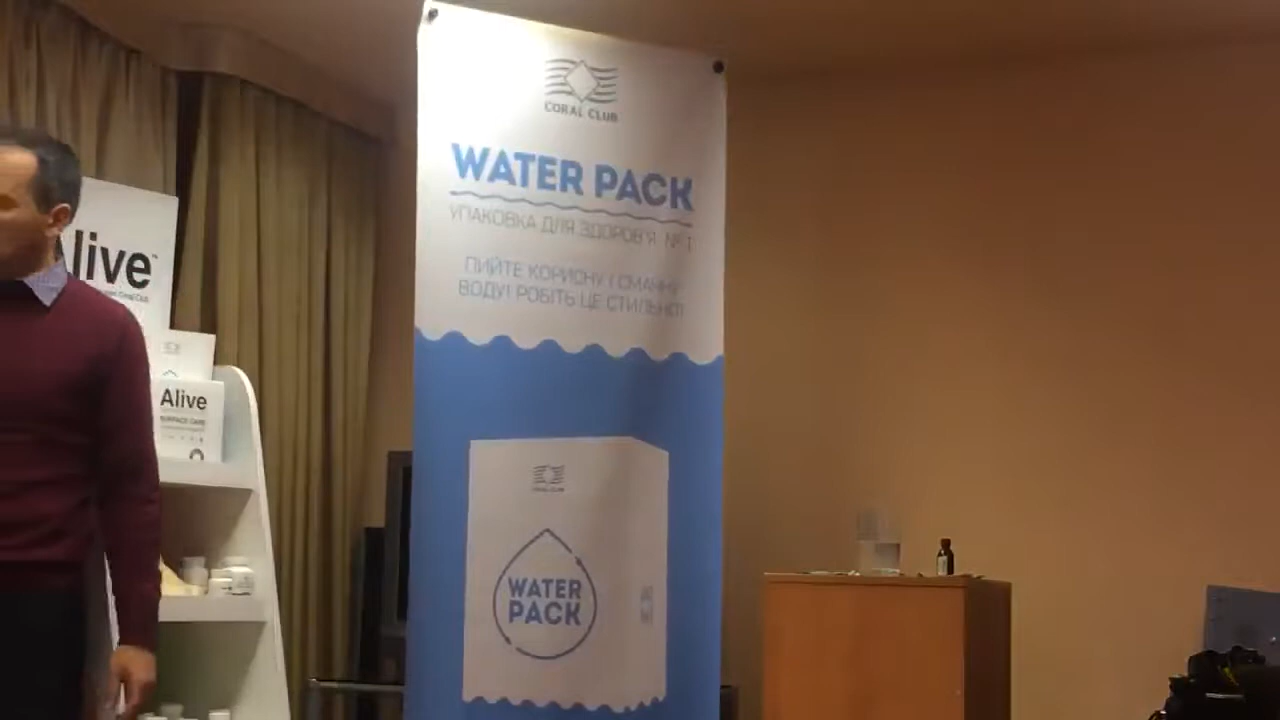 CORAL CLUB
WATER PACK
УПАКОВКА ДЛЯ ЗДОРОВ'Я №1
ПИЙТЕ КОРИСНУ І СМАЧНУ
ВОДУ! РОБІТЬ ЦЕ СТИЛЬНО!
Alive™
Alive
CORAL CLUB
WATER
PACK